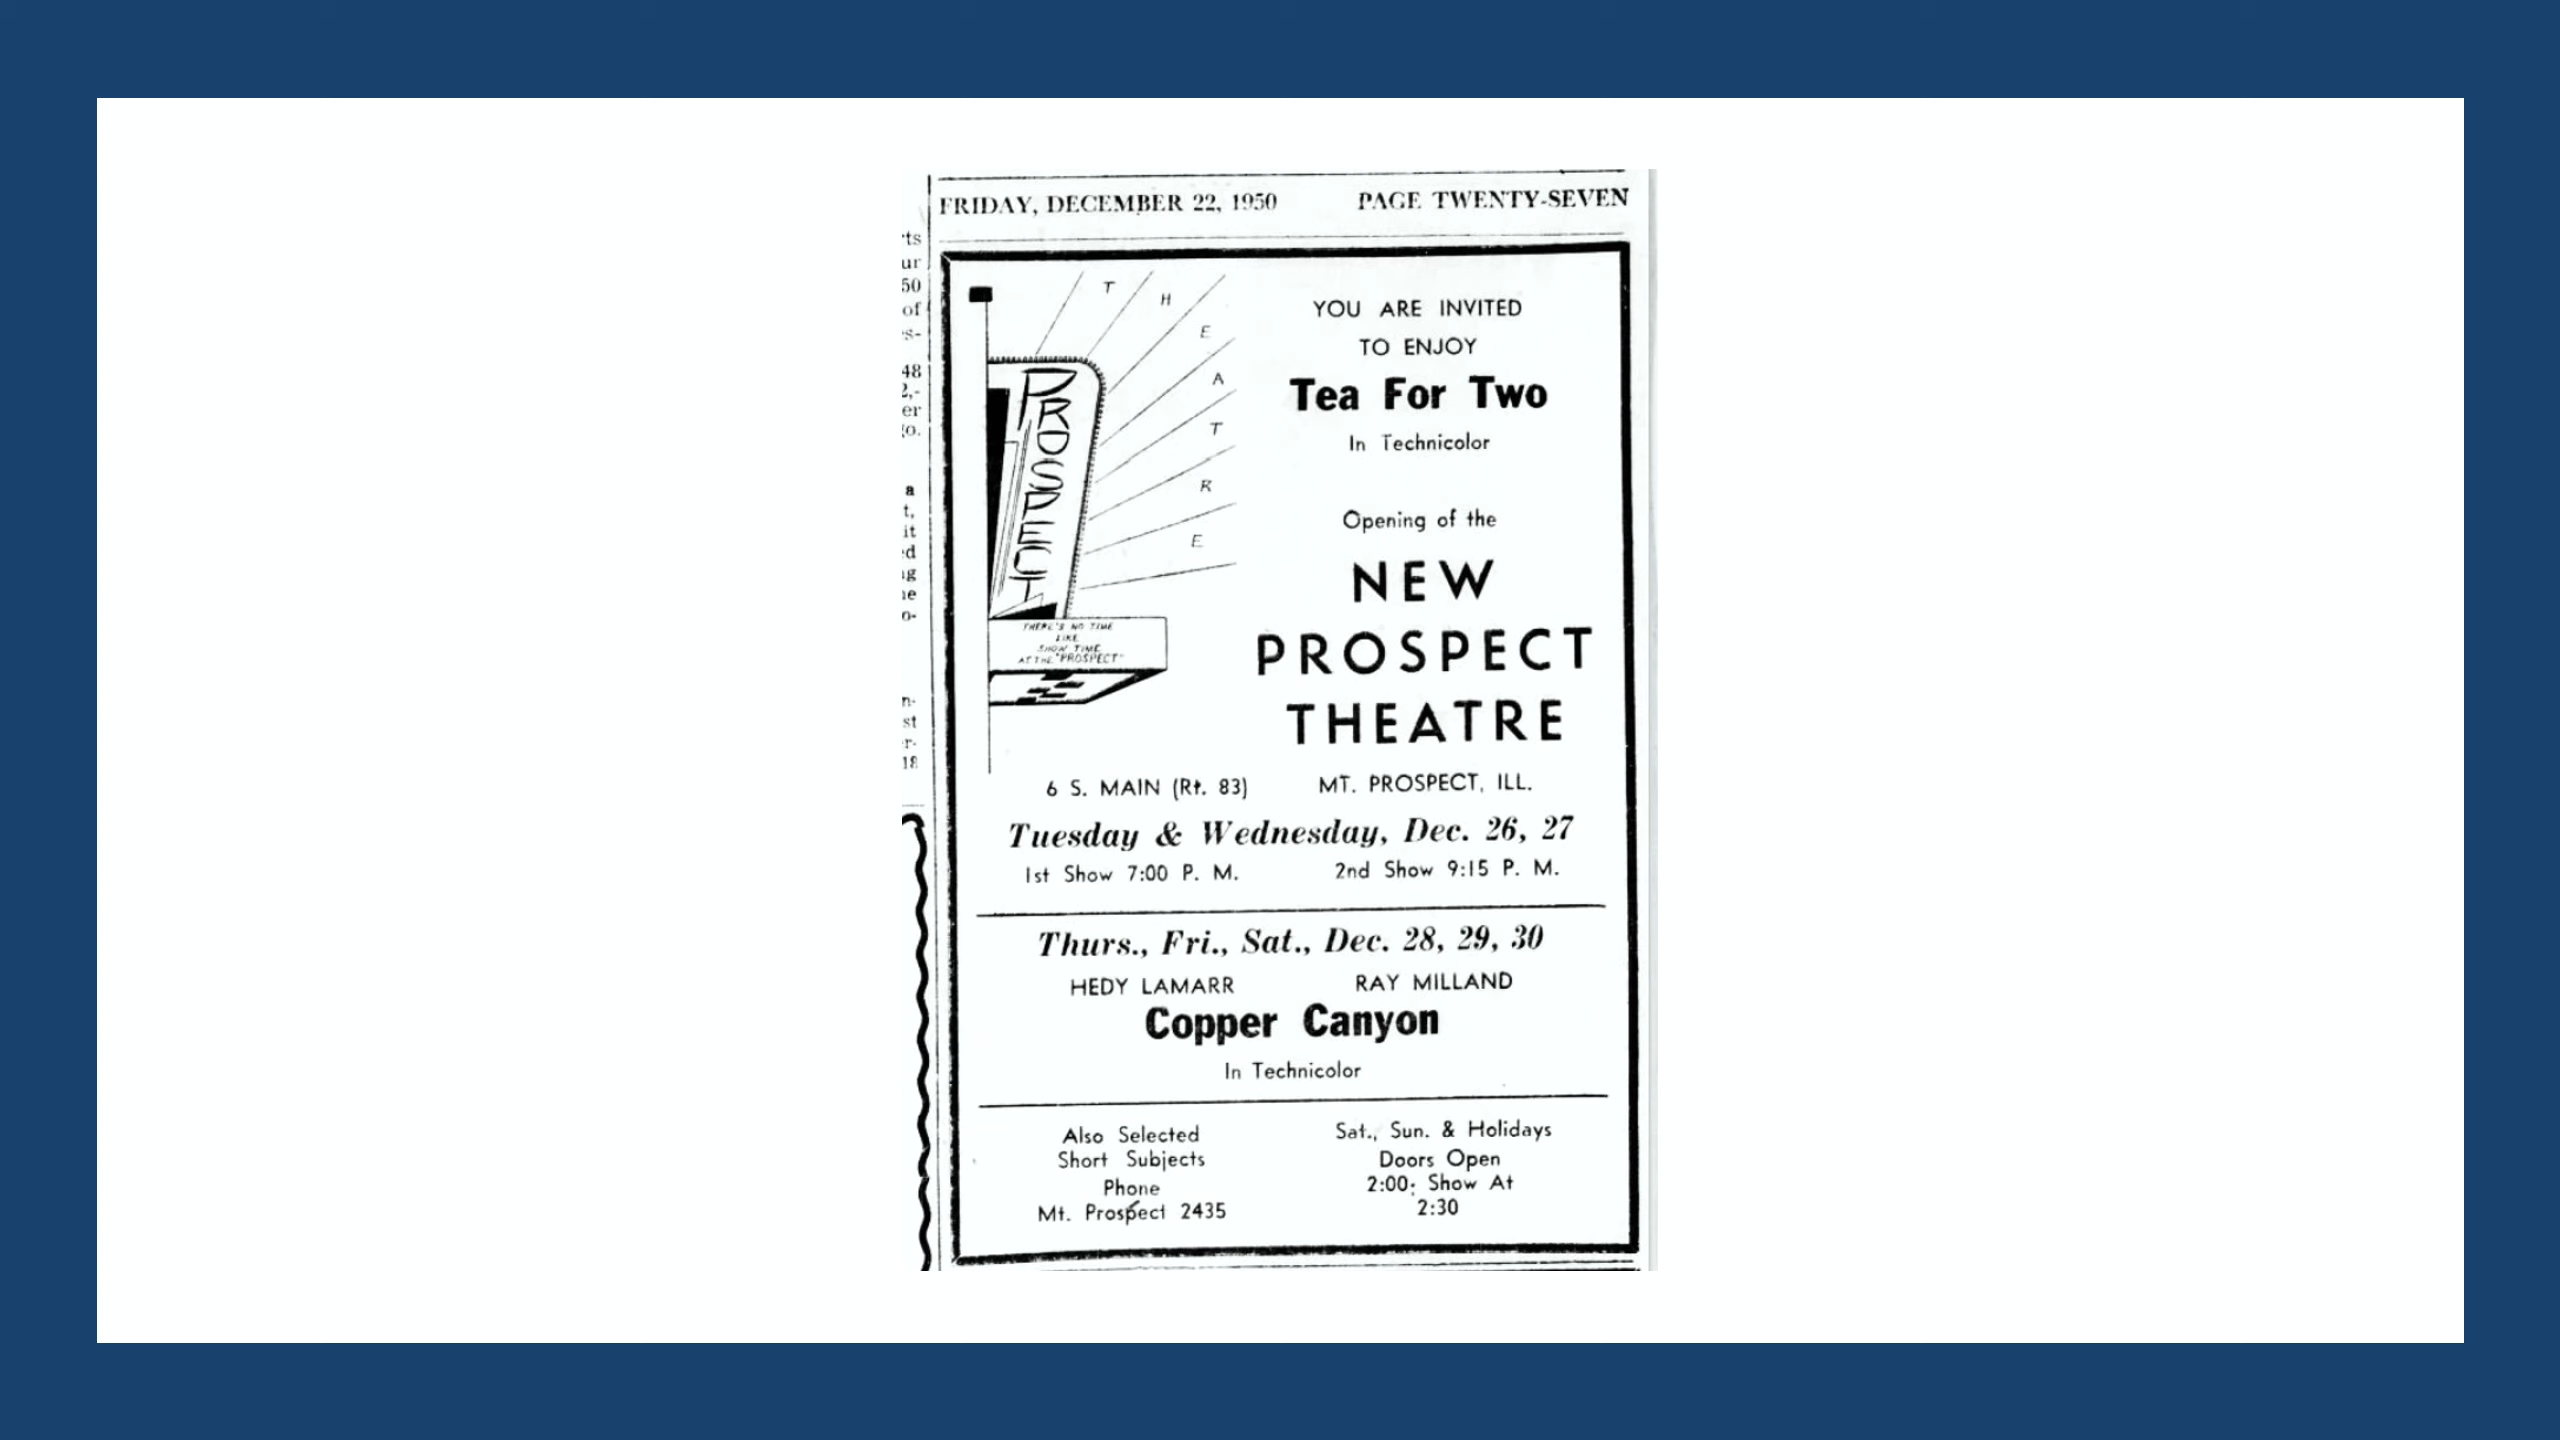 FRIDAY, DECEMBER 22, 1950 PAGE TWENTY-SEVEN
THEATRE
PROSPECT
THERE'S NO TIME
LIKE
SHOW TIME
AT THE "PROSPECT"
YOU ARE INVITED
TO ENJOY
Tea For Two
In Technicolor
Opening of the
NEW
PROSPECT
THEATRE
6 S. MAIN (Rt. 83) MT. PROSPECT, ILL.
Tuesday & Wednesday, Dec. 26, 27
1st Show 7:00 P. M. 2nd Show 9:15 P. M.
Thurs., Fri., Sat., Dec. 28, 29, 30
HEDY LAMARR RAY MILLAND
Copper Canyon
In Technicolor
Also Selected
Short Subjects
Phone
Mt. Prospect 2435
Sat., Sun. & Holidays
Doors Open
2:00; Show At
2:30